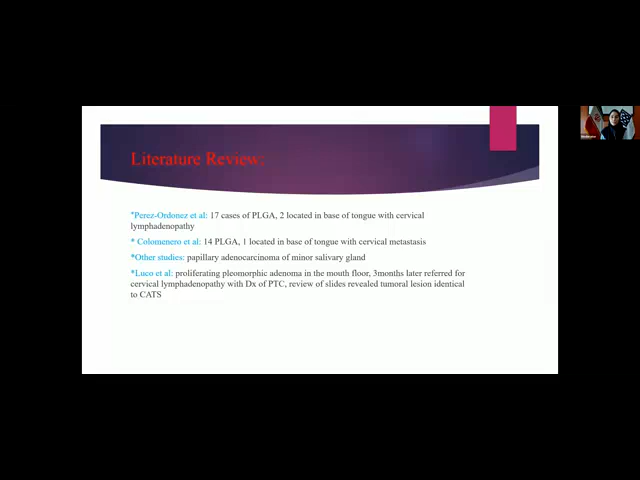 Literature Review:
*Perez-Ordonez et al: 17 cases of PLGA, 2 located in base of tongue with cervical
lymphadenopathy
* Colomenero et al: 14 PLGA, 1 located in base of tongue with cervical metastasis
*Other studies: papillary adenocarcinoma of minor salivary gland
*Luco et al: proliferating pleomorphic adenoma in the mouth floor, 3months later referred for
cervical lymphadenopathy with Dx of PTC, review of slides revealed tumoral lesion identical
to CATS